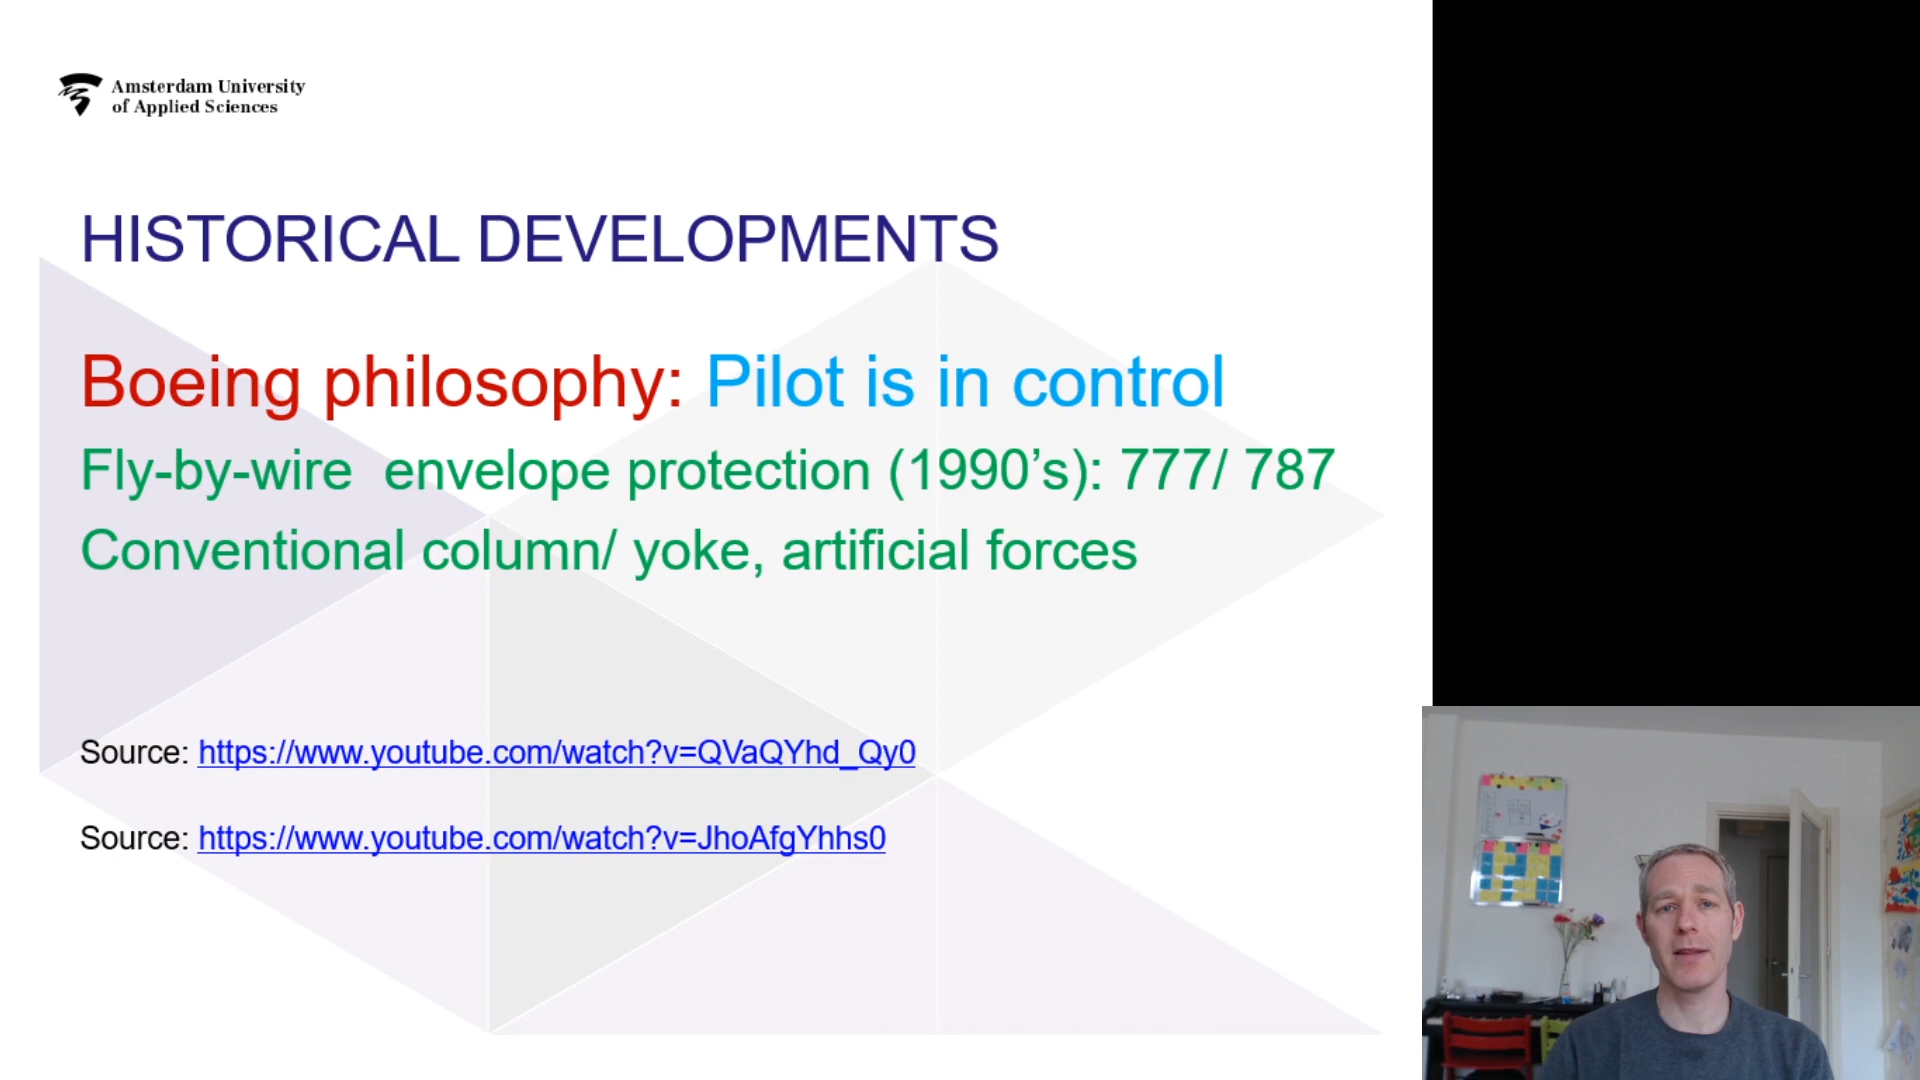 Amsterdam University
of Applied Sciences
HISTORICAL DEVELOPMENTS
Boeing philosophy: Pilot is in control
Fly-by-wire envelope protection (1990’s): 777/ 787
Conventional column/ yoke, artificial forces
Source: https://www.youtube.com/watch?v=QVaQYhd_Qy0
Source: https://www.youtube.com/watch?v=JhoAfgYhhs0